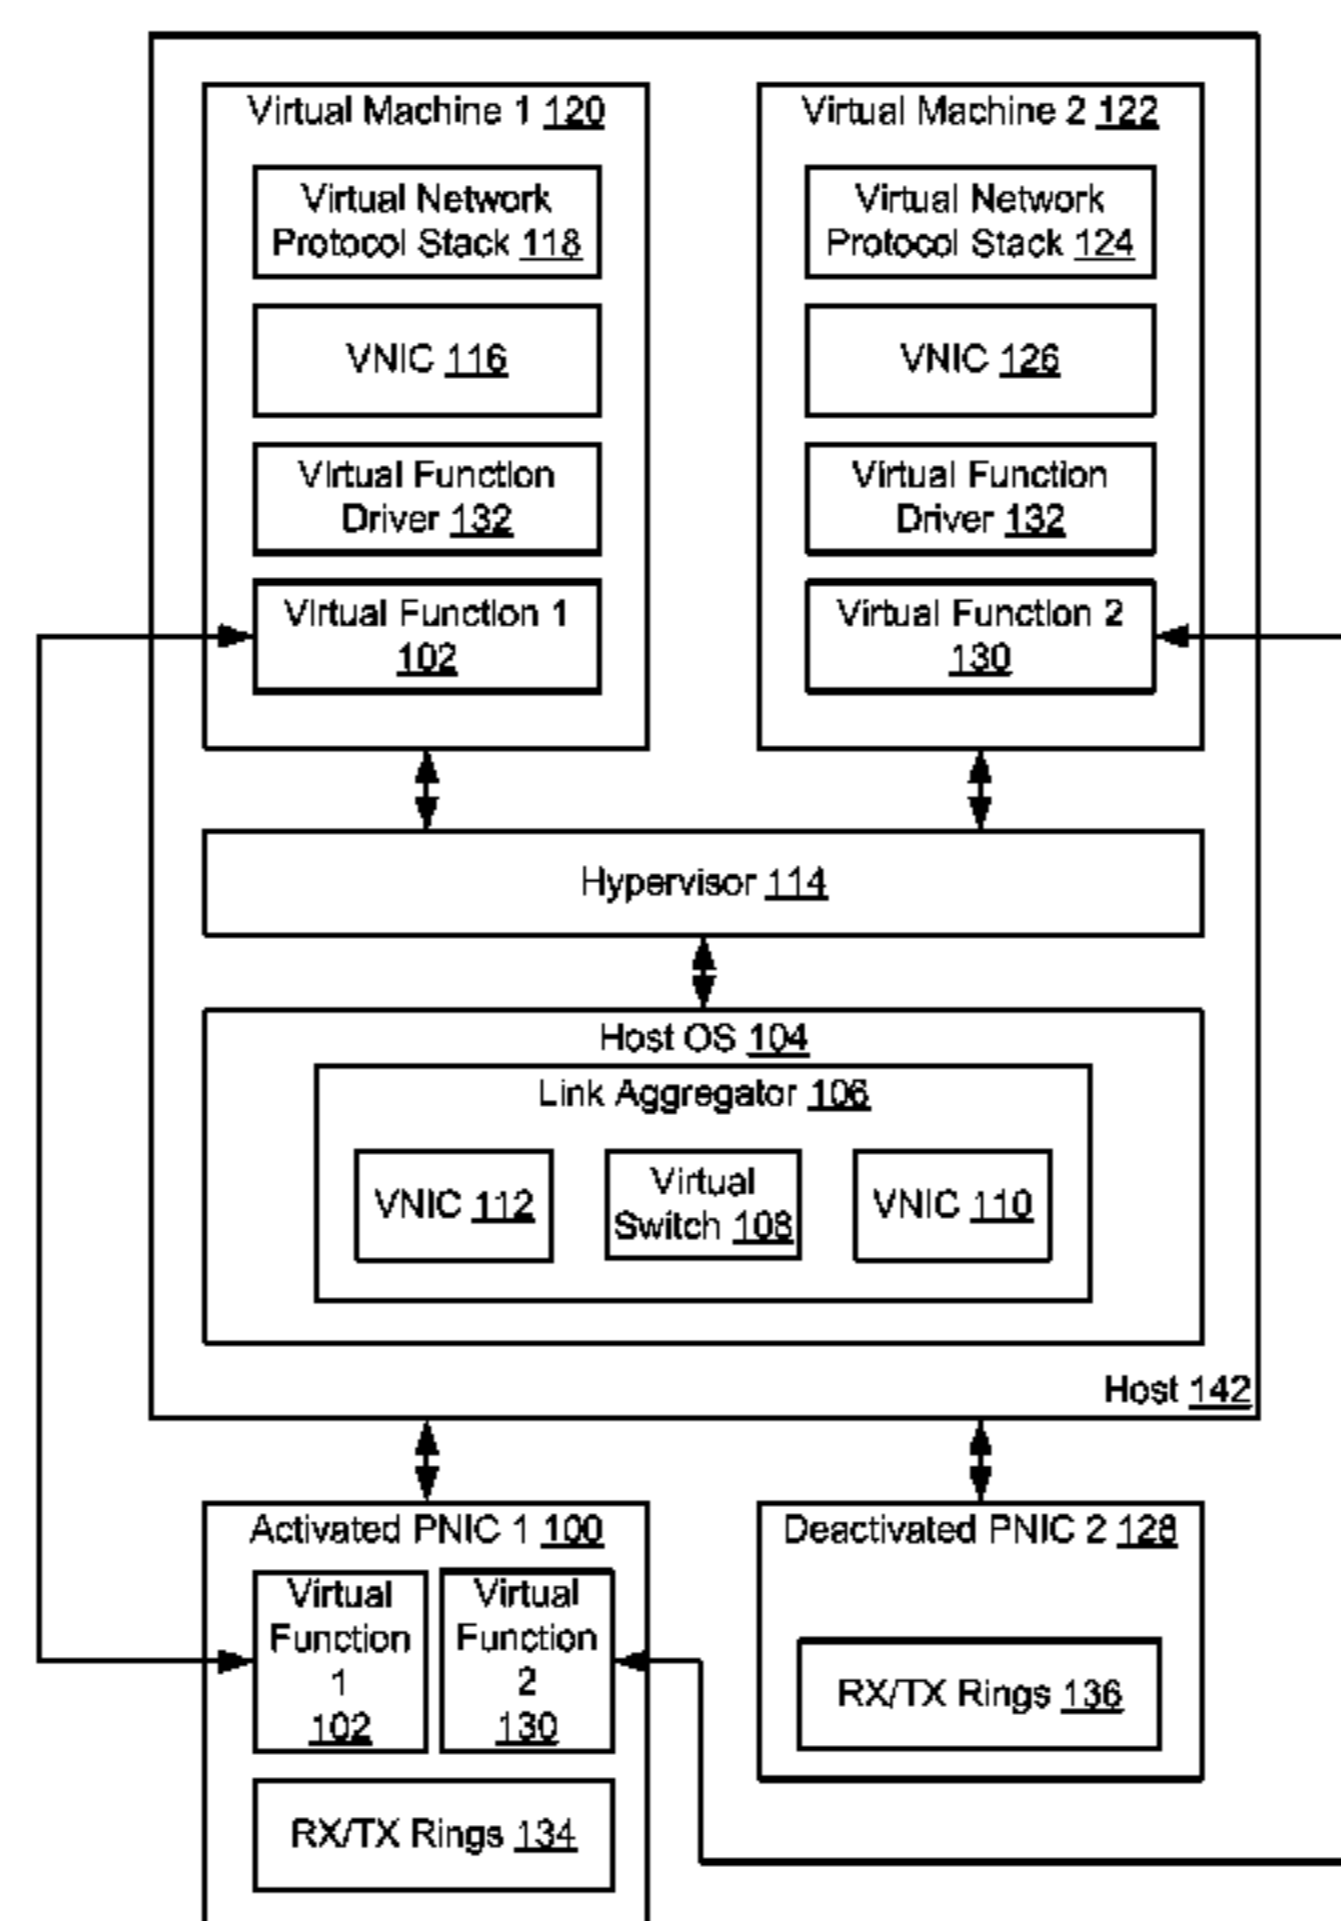 Virtual Machine 1 120
Virtual Network
Protocol Stack 118
VNIC 116
Virtual Function
Driver 132
Virtual Function 1
102
Virtual Machine 2 122
Virtual Network
Protocol Stack 124
VNIC 126
Virtual Function
Driver 132
Virtual Function 2
130
Hypervisor 114
Host OS 104
Link Aggregator 106
VNIC 112
Virtual
Switch 108
VNIC 110
Host 142
Activated PNIC 1 100
Virtual
Function
1
102
Virtual
Function
2
130
RX/TX Rings 134
Deactivated PNIC 2 128
RX/TX Rings 136